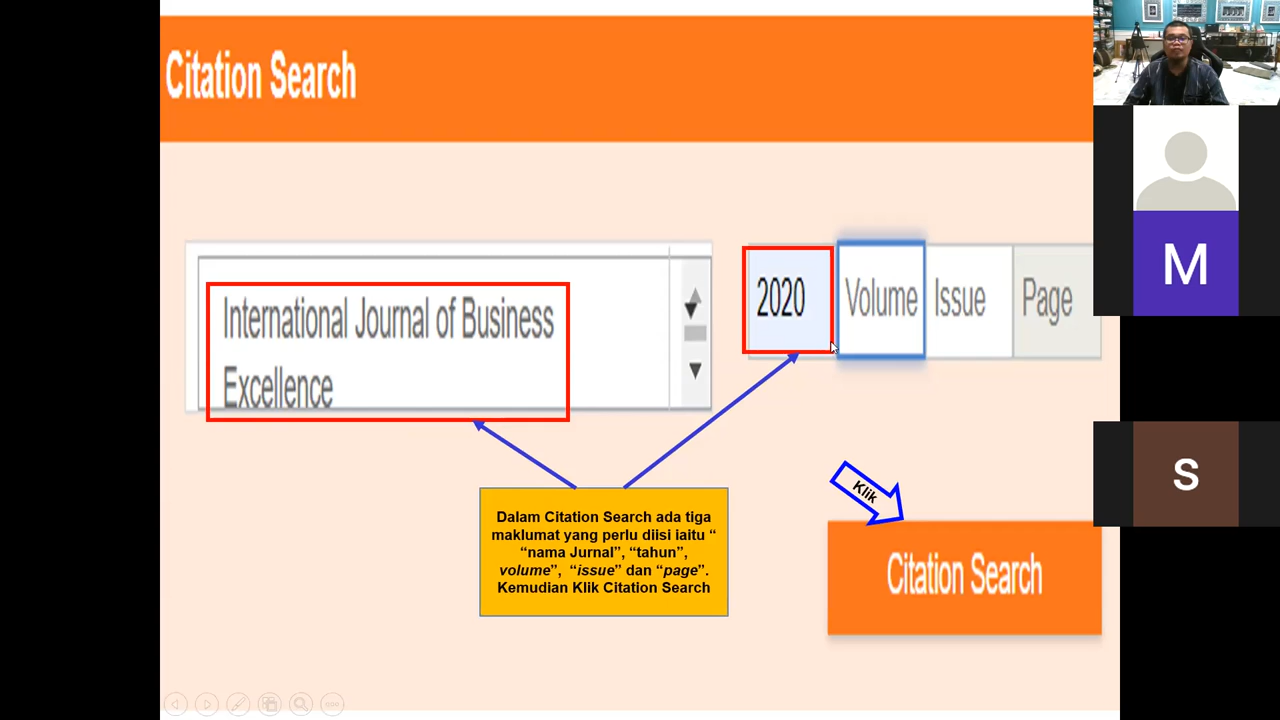 Citation Search
International Journal of Business
Excellence
2020
Volume
Issue
Page
Klik
Dalam Citation Search ada tiga
maklumat yang perlu diisi iaitu “
“nama Jurnal”, “tahun”,
volume”, “issue” dan “page”.
Kemudian Klik Citation Search
Citation Search
M
S